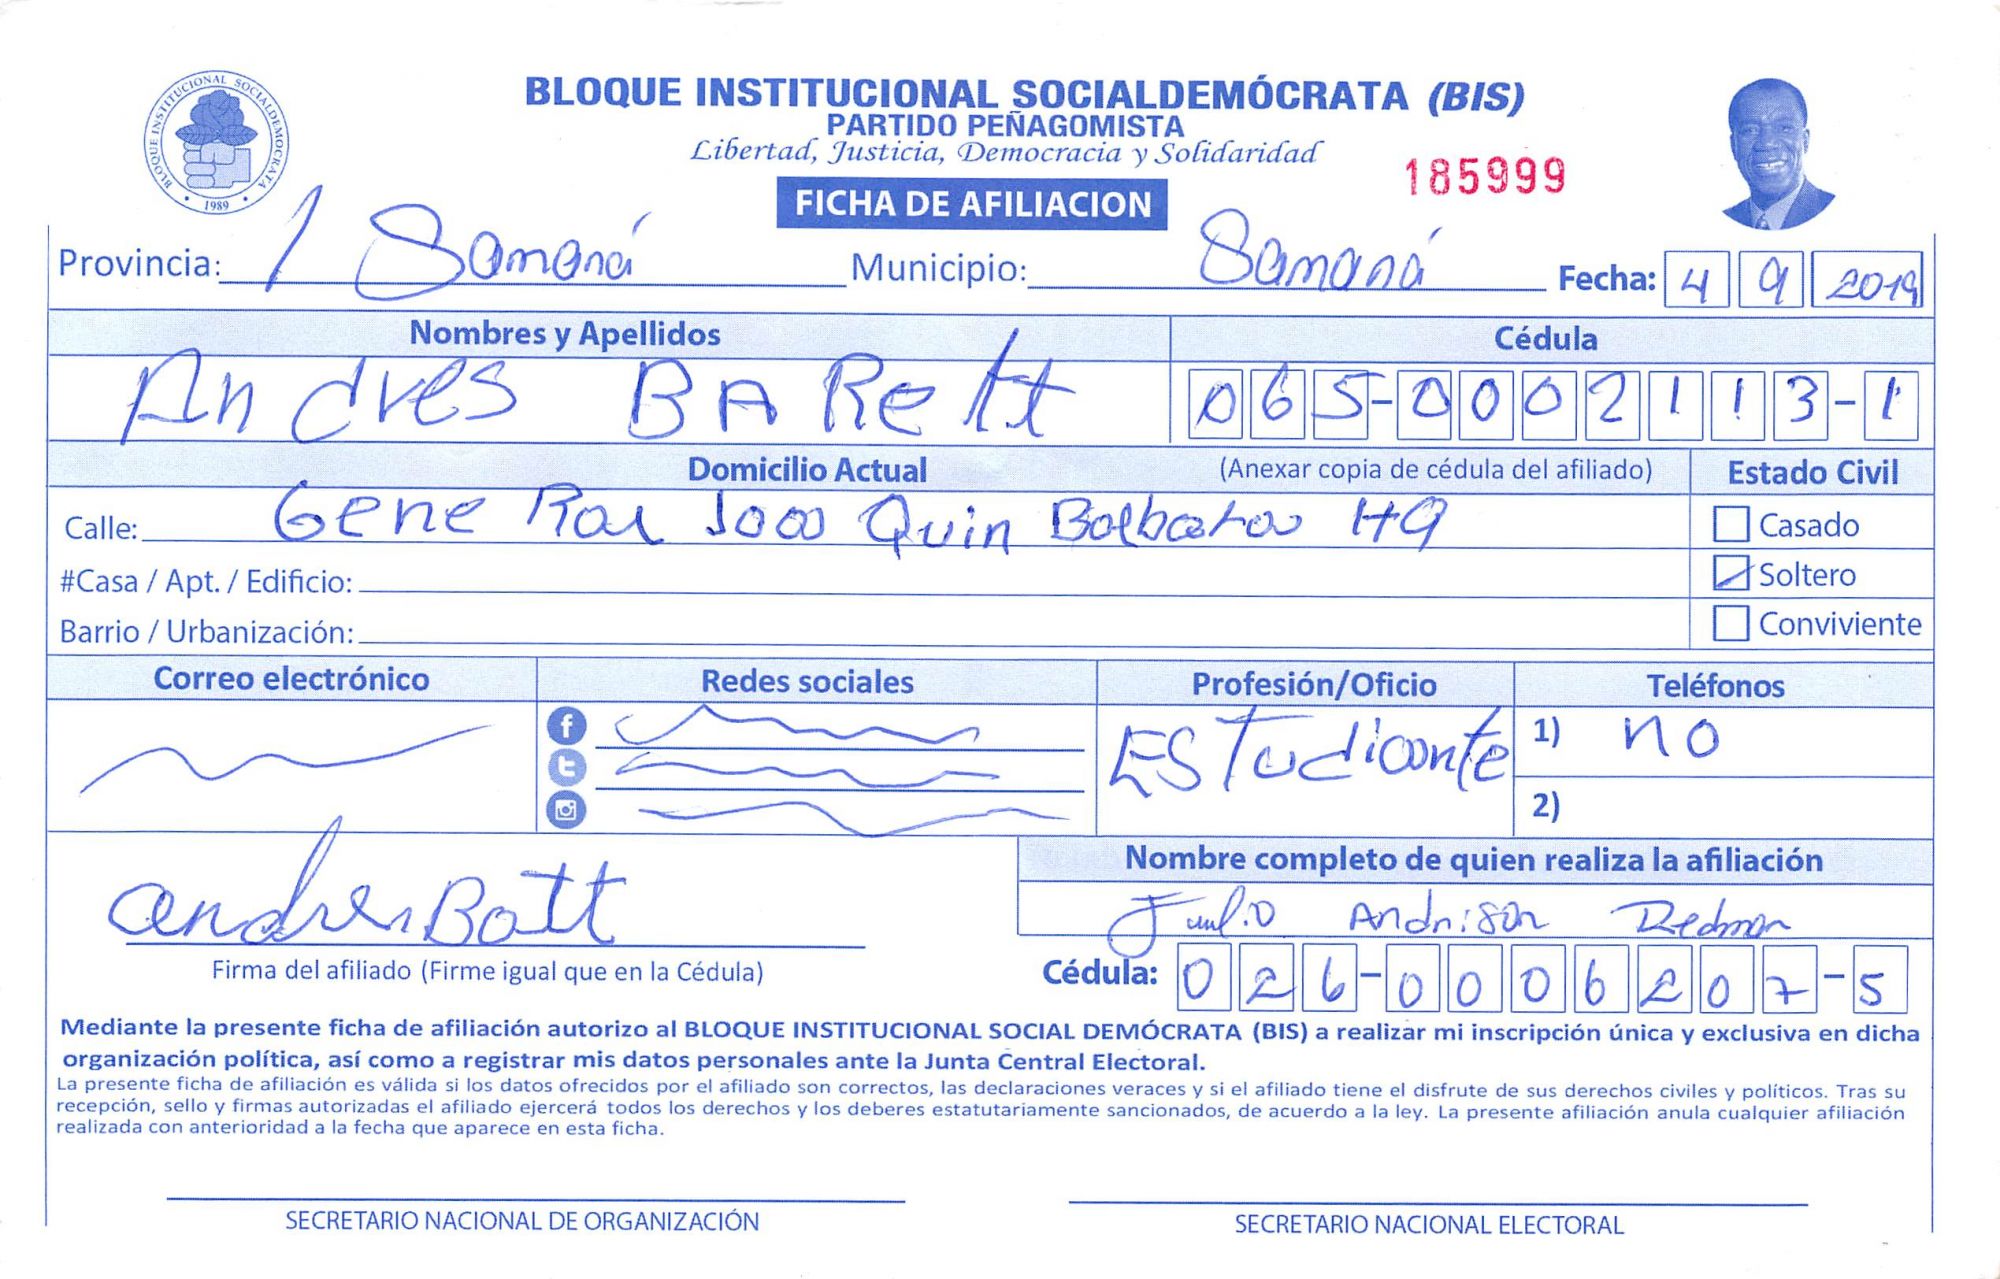 BLOQUE INSTITUCIONAL SOCIALDEMOCRATA
1989
BLOQUE INSTITUCIONAL SOCIALDEMÓCRATA (BIS)
PARTIDO PEÑAGOMISTA
Libertad, Justicia, Democracia y Solidaridad
185999
FICHA DE AFILIACION
Provincia: Samaná Municipio: Samaná Fecha: 4 9 2019
Nombres y Apellidos Cédula
Andres BARett 065-0002113-1
Domicilio Actual (Anexar copia de cédula del afiliado) Estado Civil
Calle: Gene Ral Joa Quin H9
Casado
#Casa / Apt. / Edificio: Soltero
Barrio / Urbanización: Conviviente
Correo electrónico Redes sociales Profesión/Oficio Teléfonos
ESTudiante 1) no
2)
Nombre completo de quien realiza la afiliación
Julio Andrison Redman
andres Batt
Firma del afiliado (Firme igual que en la Cédula) Cédula: 026-0006207-5
Mediante la presente ficha de afiliación autorizo al BLOQUE INSTITUCIONAL SOCIAL DEMÓCRATA (BIS) a realizar mi inscripción única y exclusiva en dicha
organización política, así como a registrar mis datos personales ante la Junta Central Electoral.
La presente ficha de afiliación es válida si los datos ofrecidos por el afiliado son correctos, las declaraciones veraces y si el afiliado tiene el disfrute de sus derechos civiles y políticos. Tras su
recepción, sello y firmas autorizadas el afiliado ejercerá todos los derechos y los deberes estatutariamente sancionados, de acuerdo a la ley. La presente afiliación anula cualquier afiliación
realizada con anterioridad a la fecha que aparece en esta ficha.
SECRETARIO NACIONAL DE ORGANIZACIÓN SECRETARIO NACIONAL ELECTORAL